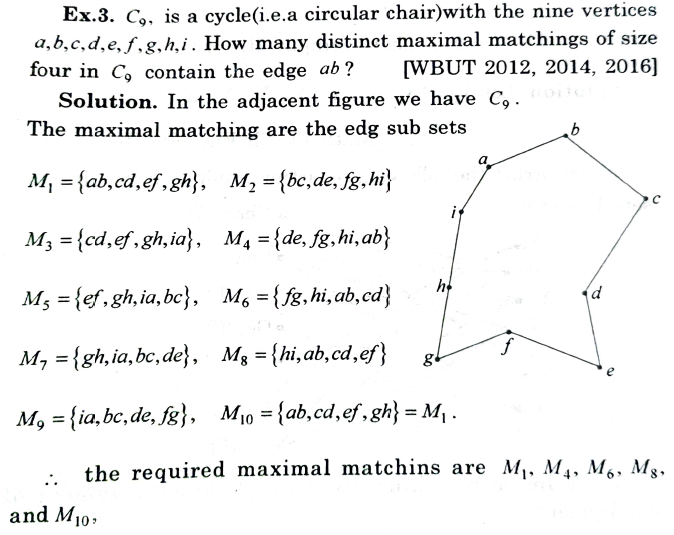 Ex.3. C₉, is a cycle(i.e.a circular chair)with the nine vertices
a,b,c,d,e,f,g,h,i. How many distinct maximal matchings of size
four in C₉ contain the edge ab? [WBUT 2012, 2014, 2016]
Solution. In the adjacent figure we have C₉.
The maximal matching are the edg sub sets
M₁ = {ab,cd,ef,gh}, M₂ = {bc,de,fg,hi}
M₃ = {cd,ef,gh,ia}, M₄ = {de,fg,hi,ab}
M₅ = {ef,gh,ia,bc}, M₆ = {fg,hi,ab,cd}
M₇ = {gh,ia,bc,de}, M₈ = {hi,ab,cd,ef}
M₉ = {ia,bc,de,fg}, M₁₀ = {ab,cd,ef,gh} = M₁.
∴ the required maximal matchins are M₁, M₄, M₆, M₈,
and M₁₀,
b
a
c
i
h
d
g
f
e